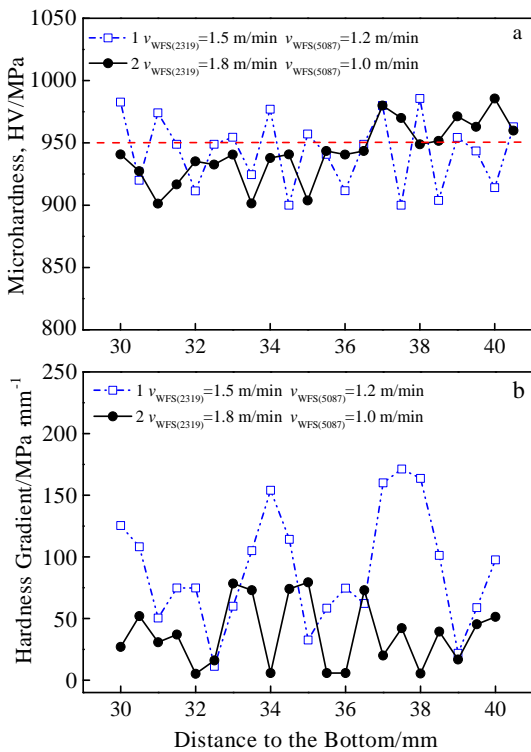 a
1 vWFS(2319)=1.5 m/min vWFS(5087)=1.2 m/min
2 vWFS(2319)=1.8 m/min vWFS(5087)=1.0 m/min
Microhardness, HV/MPa
1050
1000
950
900
850
800
30 32 34 36 38 40
b
1 vWFS(2319)=1.5 m/min vWFS(5087)=1.2 m/min
2 vWFS(2319)=1.8 m/min vWFS(5087)=1.0 m/min
Hardness Gradient/MPa·mm-1
250
200
150
100
50
0
30 32 34 36 38 40
Distance to the Bottom/mm